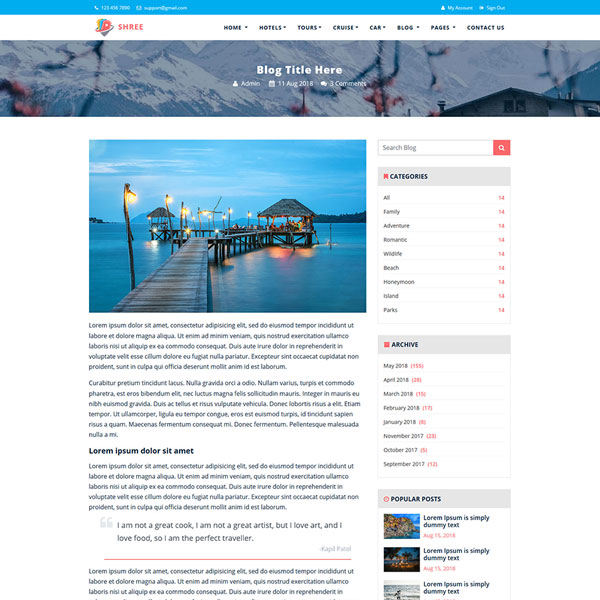 123 456 7890 support@gmail.com My Account Sign Out
SHREE HOME HOTELS TOURS CRUISE CAR BLOG PAGES CONTACT US
Blog Title Here
Admin 11 Aug 2018 3 Comments
Lorem ipsum dolor sit amet, consectetur adipiscing elit, sed do eiusmod tempor incididunt ut
labore et dolore magna aliqua. Ut enim ad minim veniam, quis nostrud exercitation ullamco
laboris nisi ut aliquip ex ea commodo consequat. Duis aute irure dolor in reprehenderit in
voluptate velit esse cillum dolore eu fugiat nulla pariatur. Excepteur sint occaecat cupidatat non
proident, sunt in culpa qui officia deserunt mollit anim id est laborum.
Curabitur pretium tincidunt lacus. Nulla gravida orci a odio. Nullam varius, turpis et commodo
pharetra, est eros bibendum elit, nec luctus magna felis sollicitudin mauris. Integer in mauris eu
nibh euismod gravida. Duis ac tellus et risus vulputate vehicula. Donec lobortis risus a elit. Etiam
tempor. Ut ullamcorper, ligula eu tempor congue, eros est euismod turpis, id tincidunt sapien
risus a quam. Maecenas fermentum consequat mi. Donec fermentum. Pellentesque malesuada
nulla a mi.
Lorem ipsum dolor sit amet
Lorem ipsum dolor sit amet, consectetur adipiscing elit, sed do eiusmod tempor incididunt ut
labore et dolore magna aliqua. Ut enim ad minim veniam, quis nostrud exercitation ullamco
laboris nisi ut aliquip ex ea commodo consequat. Duis aute irure dolor in reprehenderit in
voluptate velit esse cillum dolore eu fugiat nulla pariatur. Excepteur sint occaecat cupidatat non
proident, sunt in culpa qui officia deserunt mollit anim id est laborum.
I am not a great cook, I am not a great artist, but I love art, and I
love food, so I am the perfect traveller.
-Kapil Patel
Lorem ipsum dolor sit amet, consectetur adipiscing elit, sed do eiusmod tempor incididunt ut
labore et dolore magna aliqua. Ut enim ad minim veniam, quis nostrud exercitation ullamco
laboris nisi ut aliquip ex ea commodo consequat. Duis aute irure dolor in reprehenderit in
Search Blog
CATEGORIES
All 14
Family 14
Adventure 14
Romantic 14
Wildlife 14
Beach 14
Honeymoon 14
Island 14
Parks 14
ARCHIVE
May 2018 (155)
April 2018 (28)
March 2018 (15)
February 2018 (17)
January 2018 (8)
November 2017 (23)
October 2017 (5)
September 2017 (12)
POPULAR POSTS
Lorem Ipsum is simply
dummy text
Aug 15, 2018
Lorem Ipsum is simply
dummy text
Aug 15, 2018
Lorem Ipsum is simply
dummy text